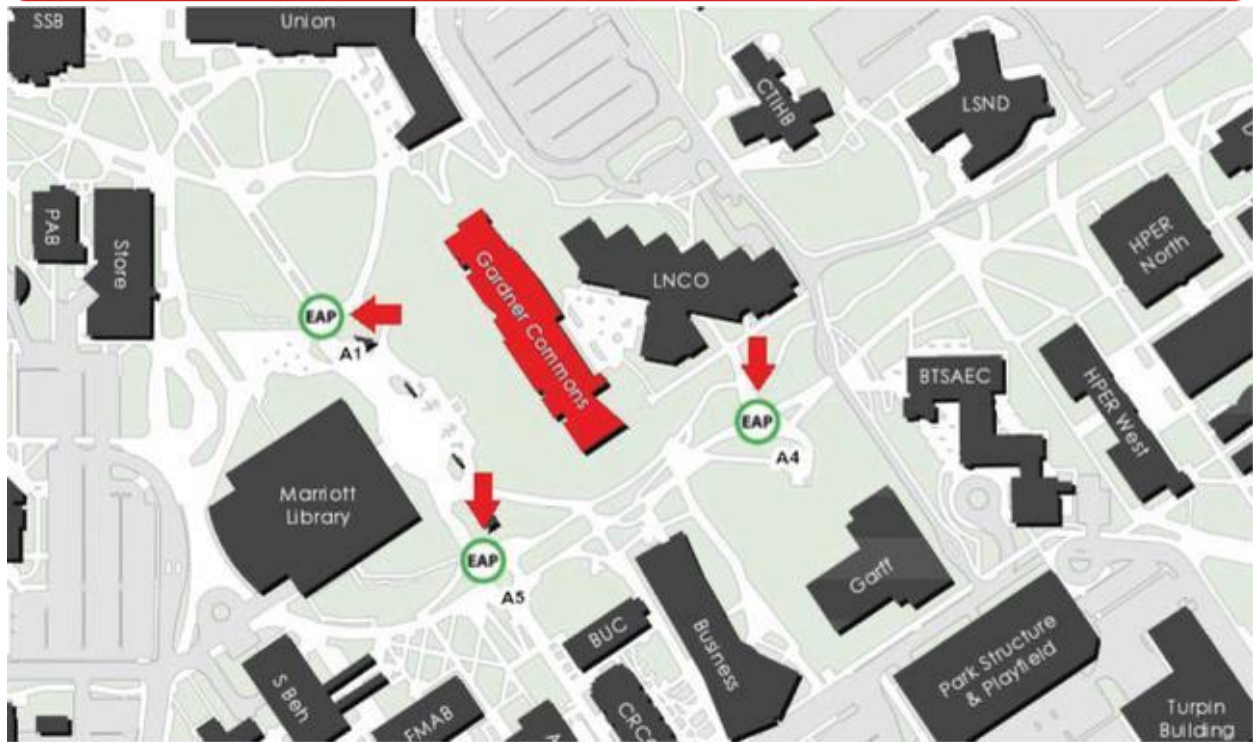 SSB
Union
CTIHB
LSND
PAB
Store
Gardner Commons
LNCO
HPER
North
EAP
A1
BTSAEC
HPER West
EAP
A4
Marriott
Library
EAP
A5
Garff
BUC
Business
Park Structure
& Playfield
S Beh
FMAB
CRCC
Turpin
Building